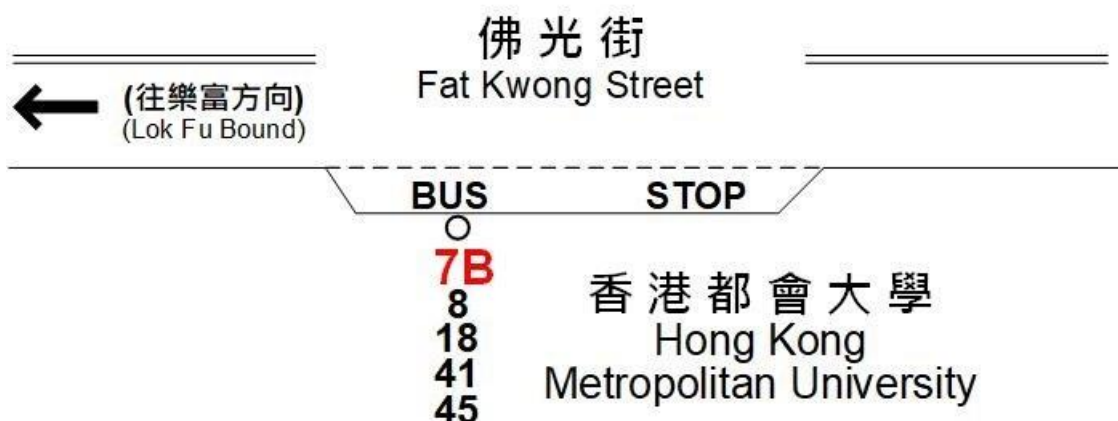 佛光街
Fat Kwong Street
(往樂富方向)
(Lok Fu Bound)
BUS STOP
7B
8
18
41
45
香港都會大學
Hong Kong
Metropolitan University